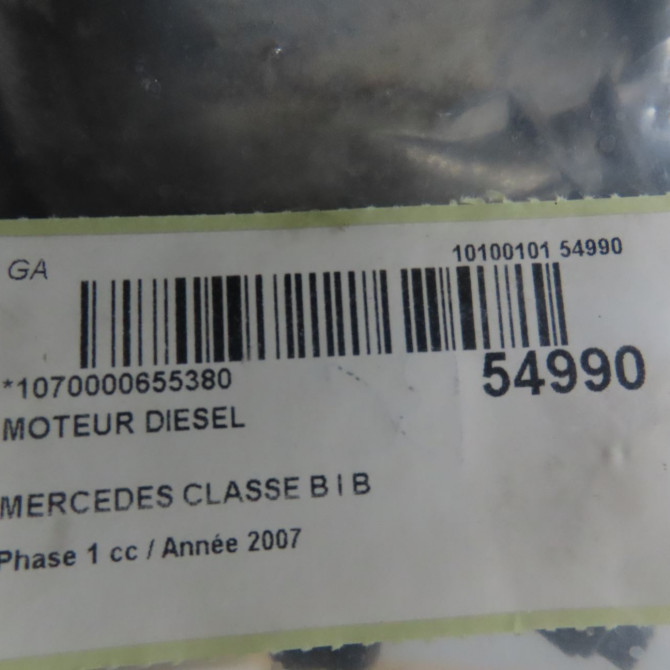 GA
10100101 54990
*1070000655380
54990
MOTEUR DIESEL
MERCEDES CLASSE B I B
Phase 1 cc / Année 2007